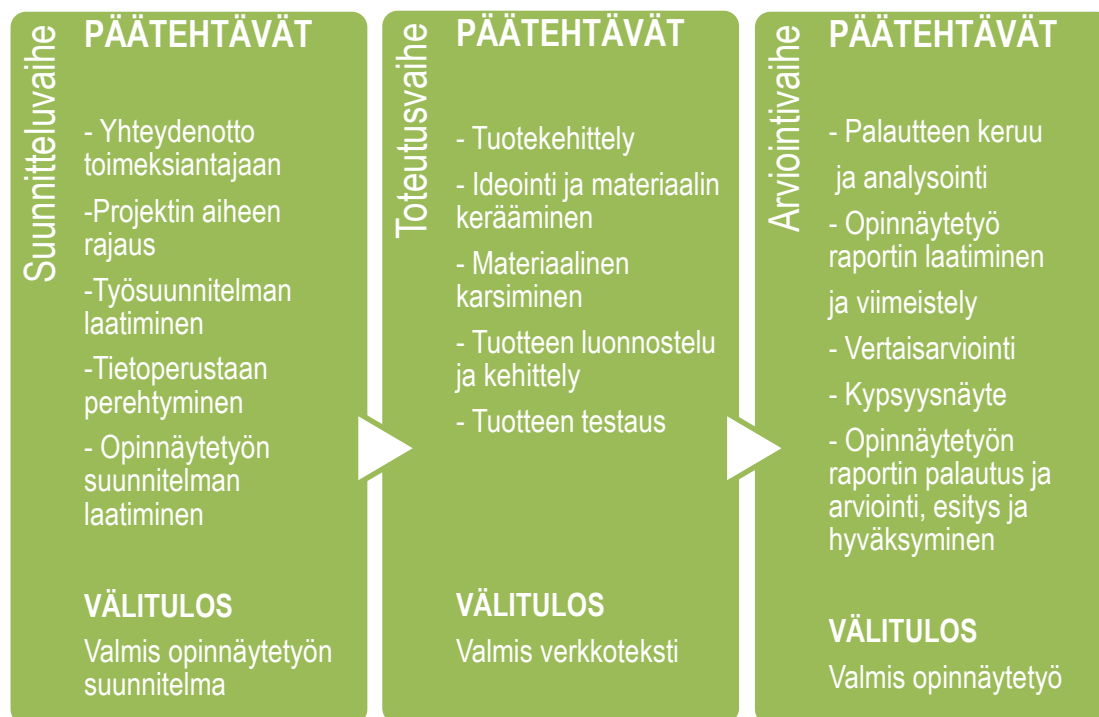 Suunnitteluvaihe
PÄÄTEHTÄVÄT
- Yhteydenotto
toimeksiantajaan
-Projektin aiheen
rajaus
-Työsuunnitelman
laatiminen
-Tietoperustaan
perehtyminen
- Opinnäytetyön
suunnitelman
laatiminen
VÄLITULOS
Valmis opinnäytetyön
suunnitelma
Toteutusvaihe
PÄÄTEHTÄVÄT
- Tuotekehittely
- Ideointi ja materiaalin
kerääminen
- Materiaalinen
karsiminen
- Tuotteen luonnostelu
ja kehittely
- Tuotteen testaus
VÄLITULOS
Valmis verkkoteksti
Arviointivaihe
PÄÄTEHTÄVÄT
- Palautteen keruu
ja analysointi
- Opinnäytetyö
raportin laatiminen
ja viimeistely
- Vertaisarviointi
- Kypsyysnäyte
- Opinnäytetyön
raportin palautus ja
arviointi, esitys ja
hyväksyminen
VÄLITULOS
Valmis opinnäytetyö